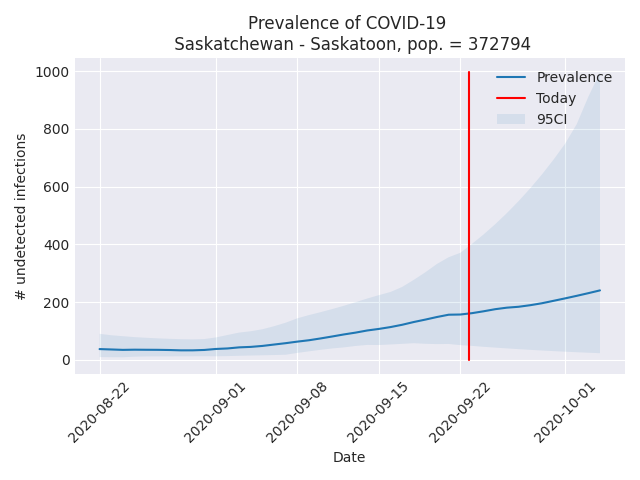 Prevalence of COVID-19
Saskatchewan - Saskatoon, pop. = 372794
1000
800
600
400
200
0
# undetected infections
Prevalence
Today
95CI
2020-08-22
2020-09-01
2020-09-08
2020-09-15
2020-09-22
2020-10-01
Date